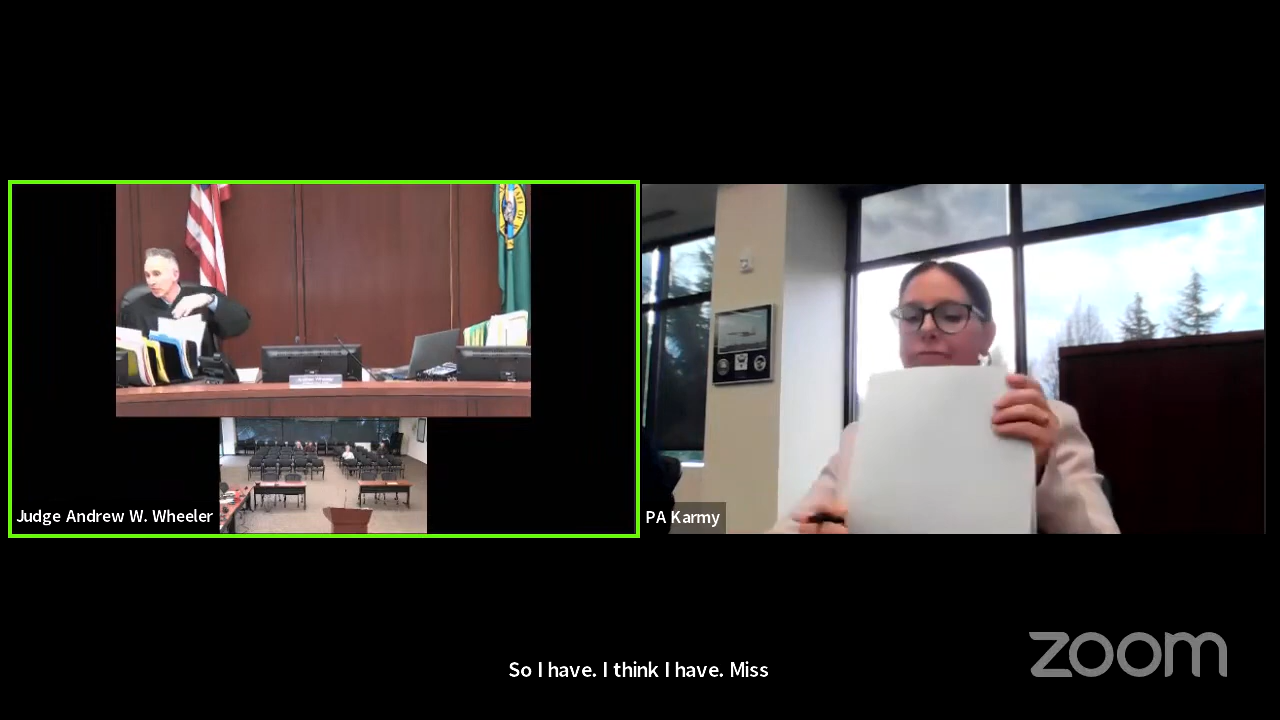 Judge Andrew W. Wheeler
PA Karmy
So I have. I think I have. Miss
zoom